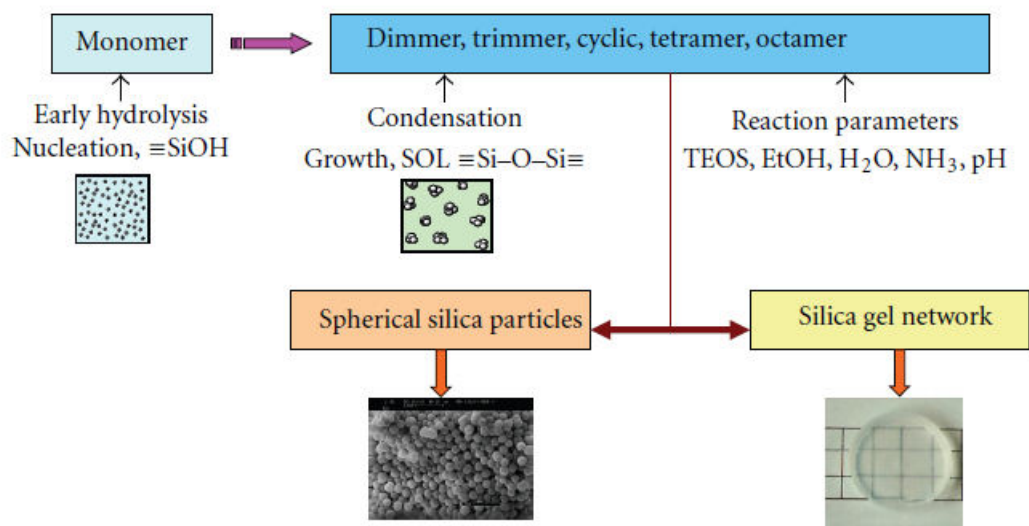 Monomer
Dimmer, trimmer, cyclic, tetramer, octamer
Early hydrolysis
Nucleation, ≡SiOH
Condensation
Growth, SOL ≡Si–O–Si≡
Reaction parameters
TEOS, EtOH, H₂O, NH₃, pH
Spherical silica particles
Silica gel network